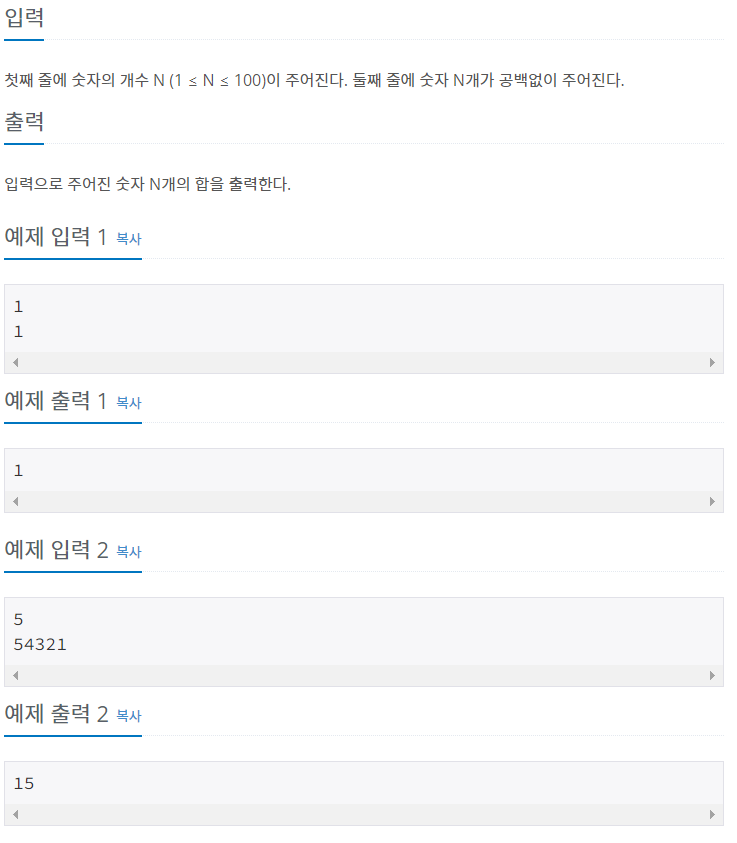 입력
첫째 줄에 숫자의 개수 N (1 ≤ N ≤ 100)이 주어진다. 둘째 줄에 숫자 N개가 공백없이 주어진다.
출력
입력으로 주어진 숫자 N개의 합을 출력한다.
예제 입력 1 복사
1
1
예제 출력 1 복사
1
예제 입력 2 복사
5
54321
예제 출력 2 복사
15